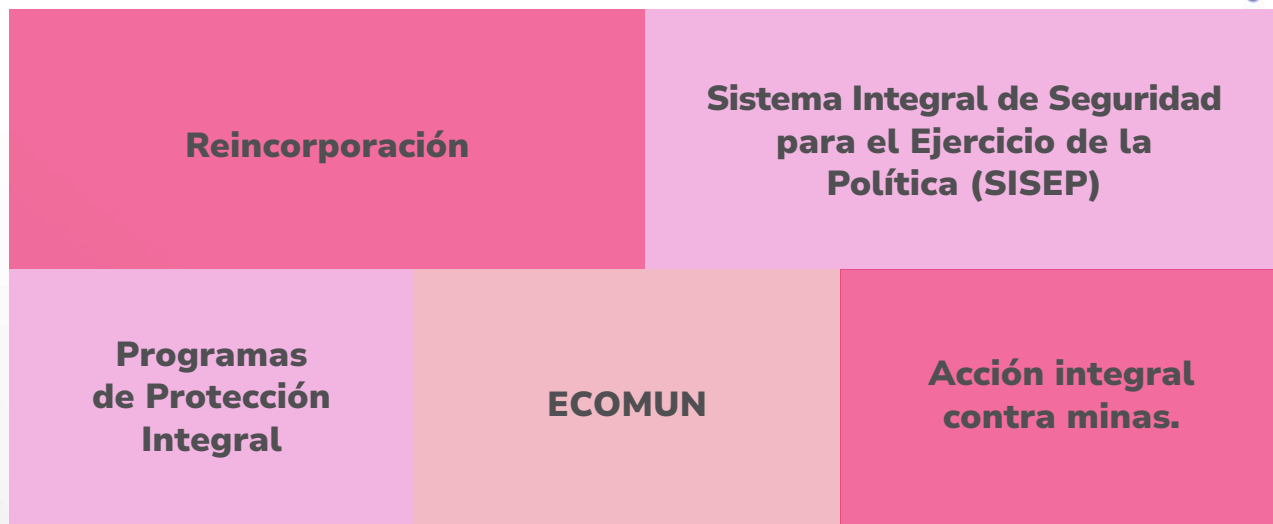 Reincorporación
Sistema Integral de Seguridad
para el Ejercicio de la
Política (SISEP)
Programas
de Protección
Integral
ECOMUN
Acción integral
contra minas.